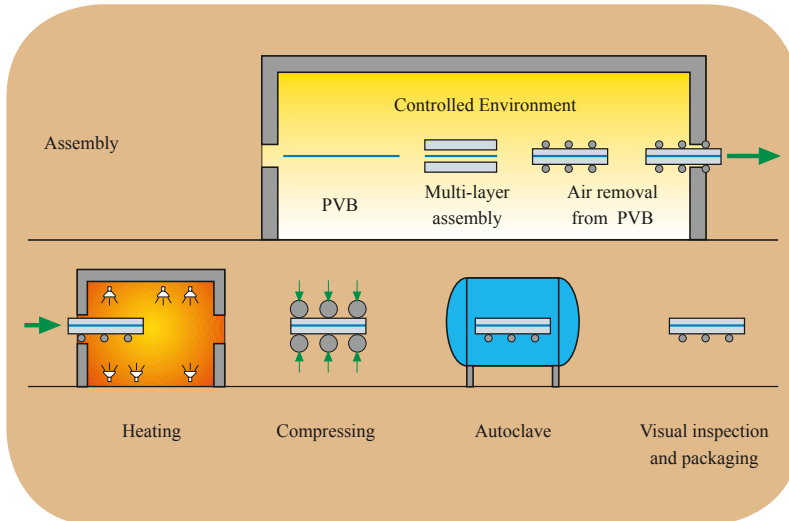 Controlled Environment
Assembly
PVB
Multi-layer
assembly
Air removal
from PVB
Heating
Compressing
Autoclave
Visual inspection
and packaging